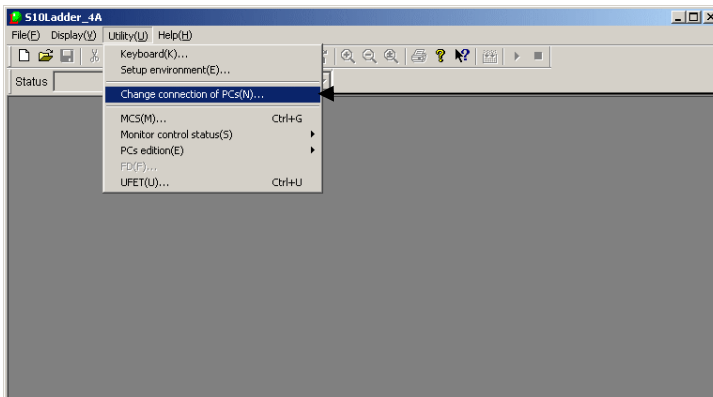 S10Ladder_4A
File(F) Display(V) Utility(U) Help(H)
Keyboard(K)...
Setup environment(E)...
Status
Change connection of PCs(N)...
MCS(M)... Ctrl+G
Monitor control status(S)
PCs edition(E)
FD(F)...
UFET(U)... Ctrl+U